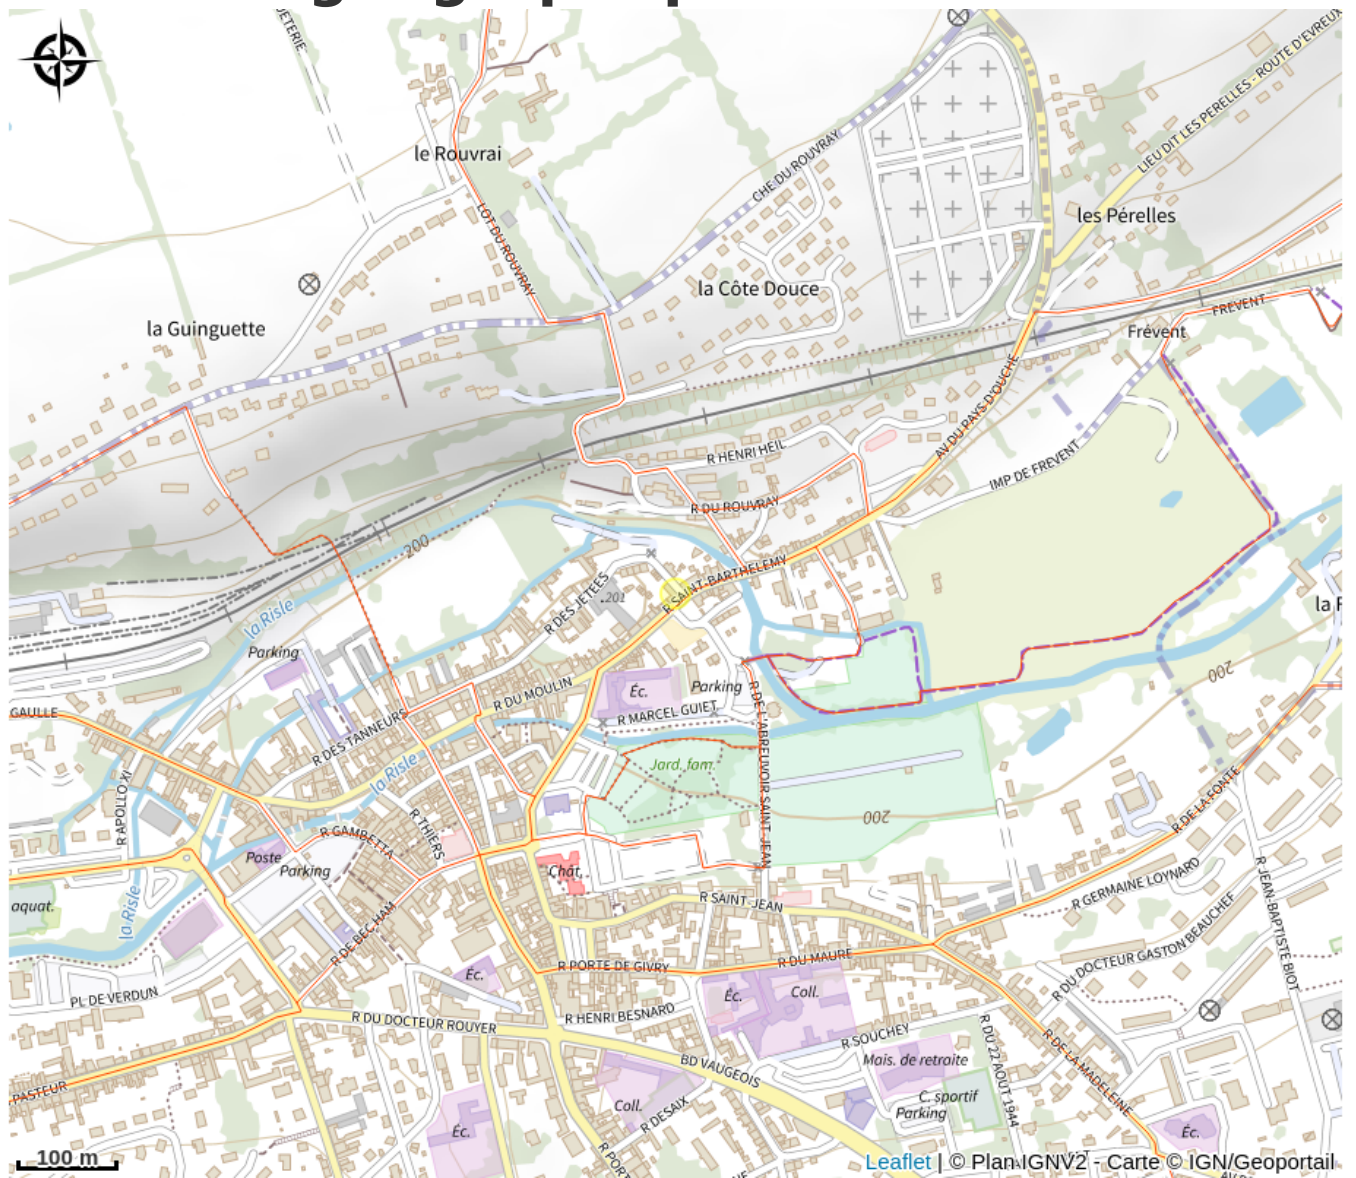 QUETERIE
le Rouvrai
CHE DU ROUVRAY
LIEU DIT LES PERELLES - ROUTE D'EVREUX
les Pérelles
LOT DU ROUVRAY
la Côte Douce
la Guinguette
FREVENT
Frévent
AV DU PAYS D'OUCHE
R HENRI HEIL
IMP DE FREVENT
R DU ROUVRAY
200
R SAINT-BARTHELEMY
R DES JETEES
.201
la Risle
la F
Parking
200
Éc.
Parking
R DU MOULIN
GAULLE
R MARCEL GUIET
R DES TANNEURS
R DE L'ABREUVOIR SAINT-JEAN
la Risle
Jard. fam.
R APOLLO XI
R THIERS
200
R DE LA FONTE
R GAMBETTA
Poste
Parking
Chât.
R GERMAINE LOYNARD
R JEAN-BAPTISTE BIOT
aquat.
la Risle
R SAINT JEAN
R DU DOCTEUR GASTON BEAUCHEF
R DE BEC HAM
R DU MAURE
R PORTE DE GIVRY
Éc.
Éc.
Coll.
PL DE VERDUN
R HENRI BESNARD
R DU DOCTEUR ROUYER
R SOUCHEY
R DU 22 AOUT 1944
R DE LA MADELEINE
BD VAUGEOIS
Mais. de retraite
PASTEUR
C. sportif
Parking
Coll.
R DESAIX
Éc.
Éc.
R PORT
100 m
Leaflet | © Plan IGNV2 - Carte © IGN/Geoportail